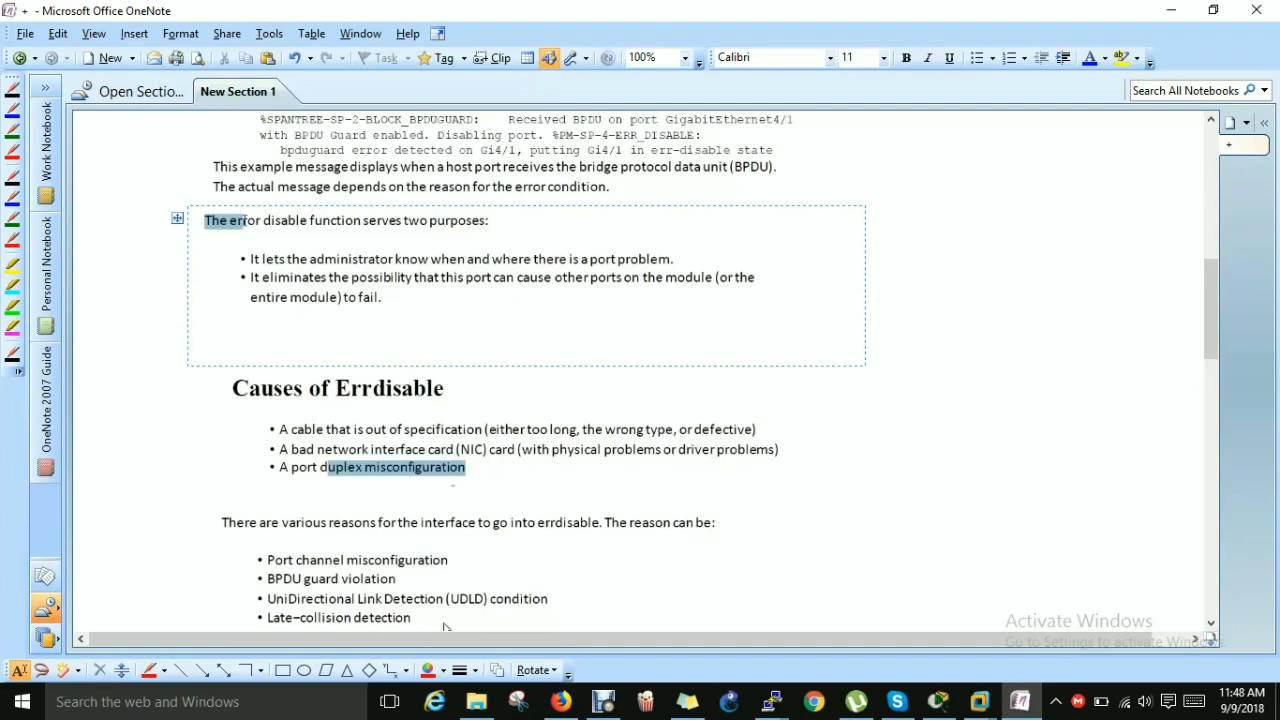 + - Microsoft Office OneNote
File Edit View Insert Format Share Tools Table Window Help
New Task Tag Clip 100% Calibri 11 B I U A
Open Sectio... New Section 1 Search All Notebooks
Work Notebook
Personal Notebook
OneNote 2007 Guide
+
%SPANTREE-SP-2-BLOCK_BPDUGUARD: Received BPDU on port GigabitEthernet4/1
with BPDU Guard enabled. Disabling port. %PM-SP-4-ERR_DISABLE:
bpduguard error detected on Gi4/1, putting Gi4/1 in err-disable state
This example message displays when a host port receives the bridge protocol data unit (BPDU).
The actual message depends on the reason for the error condition.
The error disable function serves two purposes:
• It lets the administrator know when and where there is a port problem.
• It eliminates the possibility that this port can cause other ports on the module (or the
entire module) to fail.
Causes of Errdisable
• A cable that is out of specification (either too long, the wrong type, or defective)
• A bad network interface card (NIC) card (with physical problems or driver problems)
• A port duplex misconfiguration
There are various reasons for the interface to go into errdisable. The reason can be:
• Port channel misconfiguration
• BPDU guard violation
• UniDirectional Link Detection (UDLD) condition
• Late−collision detection
Activate Windows
Go to Settings to activate Windows.
Rotate
Search the web and Windows
11:48 AM
9/9/2018